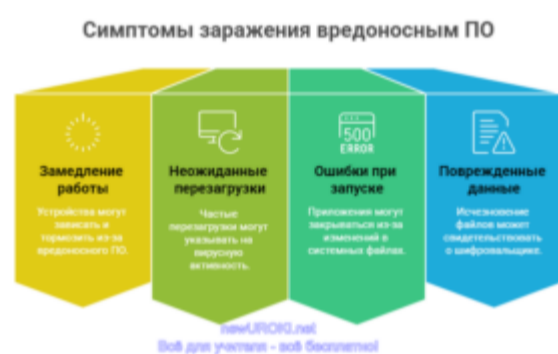 Симптомы заражения вредоносным ПО
500
ERROR
Замедление
работы
Устройства могут
зависать и
тормозить из-за
вредоносного ПО.
Неожиданные
перезагрузки
Частые
перезагрузки могут
указывать на
вирусную
активность.
Ошибки при
запуске
Приложения могут
закрываться из-за
изменений в
системных файлах.
Поврежденные
данные
Исчезновение
файлов может
свидетельствовать
о шифровальщике.
newUROKI.net
Всё для учителя - всё бесплатно!